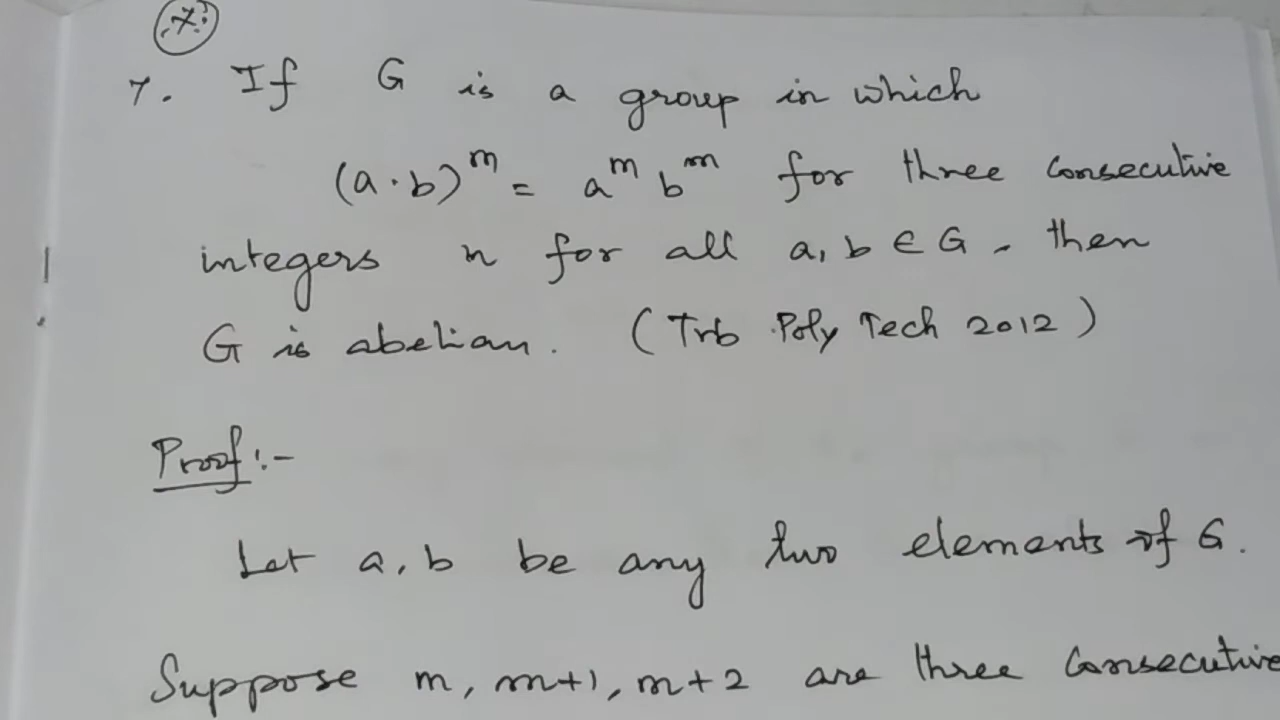 7.
7. If G is a group in which
(a·b)^m = a^m b^m for three consecutive
integers n for all a, b ∈ G, then
G is abelian. (Trb Poly Tech 2012)
Proof:-
Let a, b be any two elements of G.
Suppose m, m+1, m+2 are three consecutive